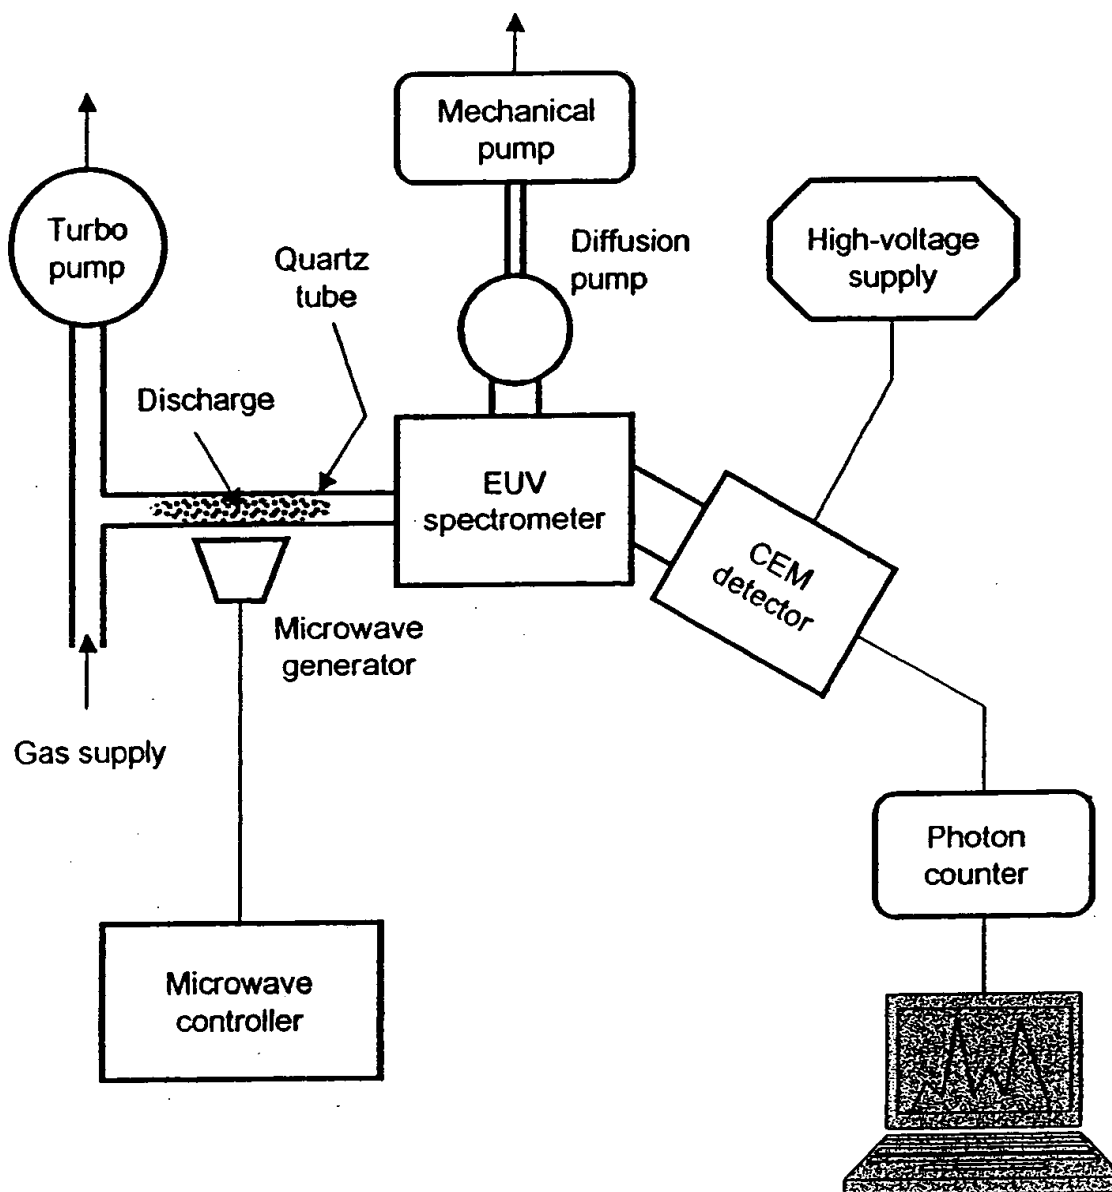 Mechanical
pump
Turbo
pump
Quartz
tube
Diffusion
pump
High-voltage
supply
Discharge
EUV
spectrometer
CEM
detector
Microwave
generator
Gas supply
Photon
counter
Microwave
controller